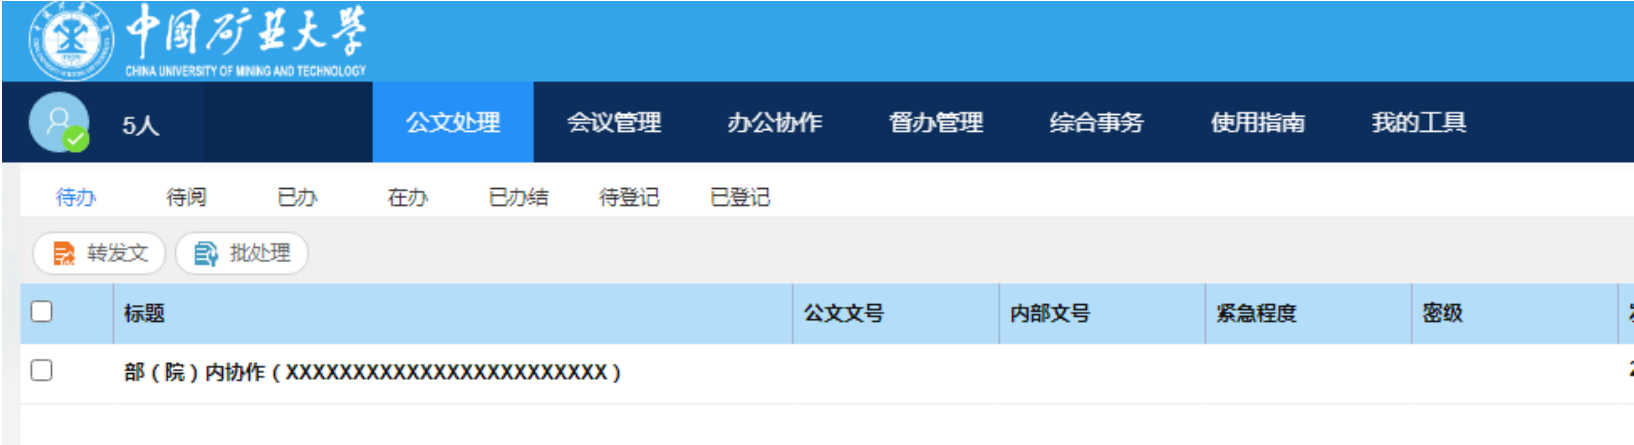 中国矿业大学
CHINA UNIVERSITY OF MINING AND TECHNOLOGY
5人 公文处理 会议管理 办公协作 督办管理 综合事务 使用指南 我的工具
待办 待阅 已办 在办 已办结 待登记 已登记
转发文 批处理
标题 公文文号 内部文号 紧急程度 密级
部（院）内协作（XXXXXXXXXXXXXXXXXXXXXXXX）